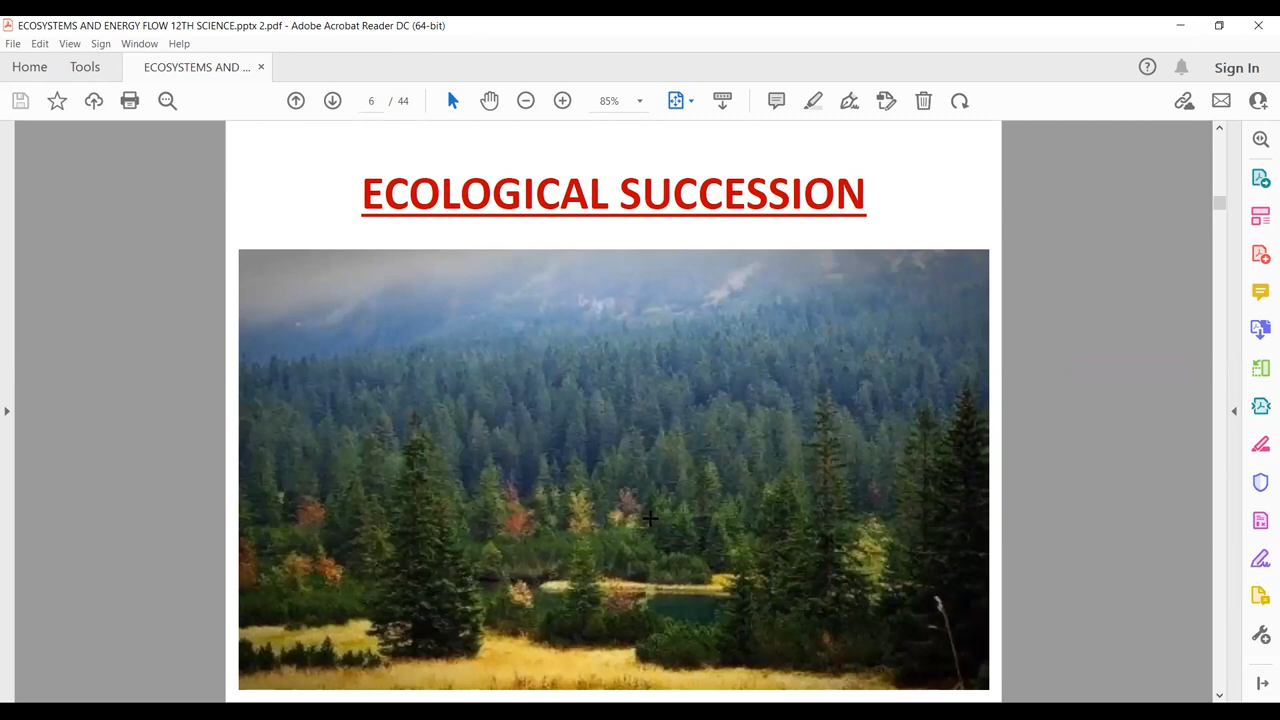 ECOSYSTEMS AND ENERGY FLOW 12TH SCIENCE.pptx 2.pdf - Adobe Acrobat Reader DC (64-bit)
File Edit View Sign Window Help
Home Tools ECOSYSTEMS AND ... Sign In
6 / 44 85%
ECOLOGICAL SUCCESSION